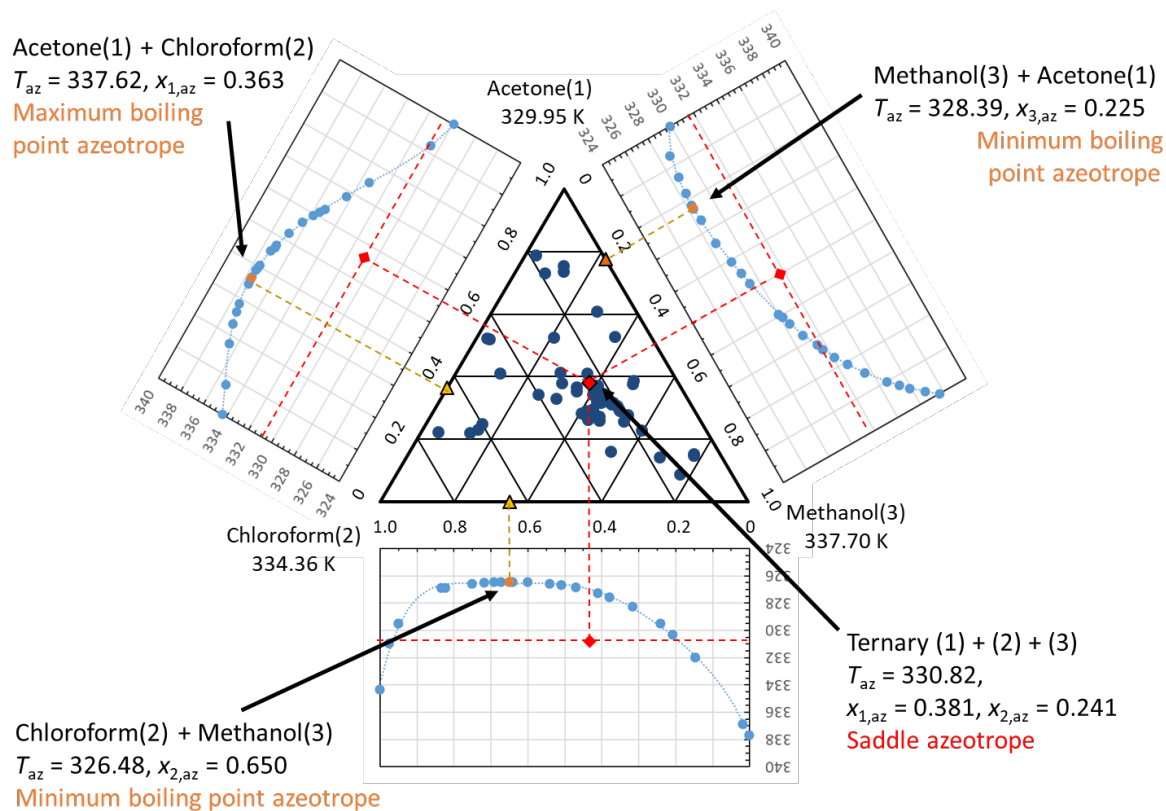 Acetone(1) + Chloroform(2)
T_az = 337.62, x_1,az = 0.363
Maximum boiling
point azeotrope
Acetone(1)
329.95 K
Methanol(3) + Acetone(1)
T_az = 328.39, x_3,az = 0.225
Minimum boiling
point azeotrope
340
338
336
334
332
330
328
326
324
324
326
328
330
332
334
336
338
340
1.0
0.8
0.6
0.4
0.2
0
0
0.2
0.4
0.6
0.8
1.0
1.0
0.8
0.6
0.4
0.2
0
Chloroform(2)
334.36 K
Methanol(3)
337.70 K
324
326
328
330
332
334
336
338
340
Ternary (1) + (2) + (3)
T_az = 330.82,
x_1,az = 0.381, x_2,az = 0.241
Saddle azeotrope
Chloroform(2) + Methanol(3)
T_az = 326.48, x_2,az = 0.650
Minimum boiling point azeotrope